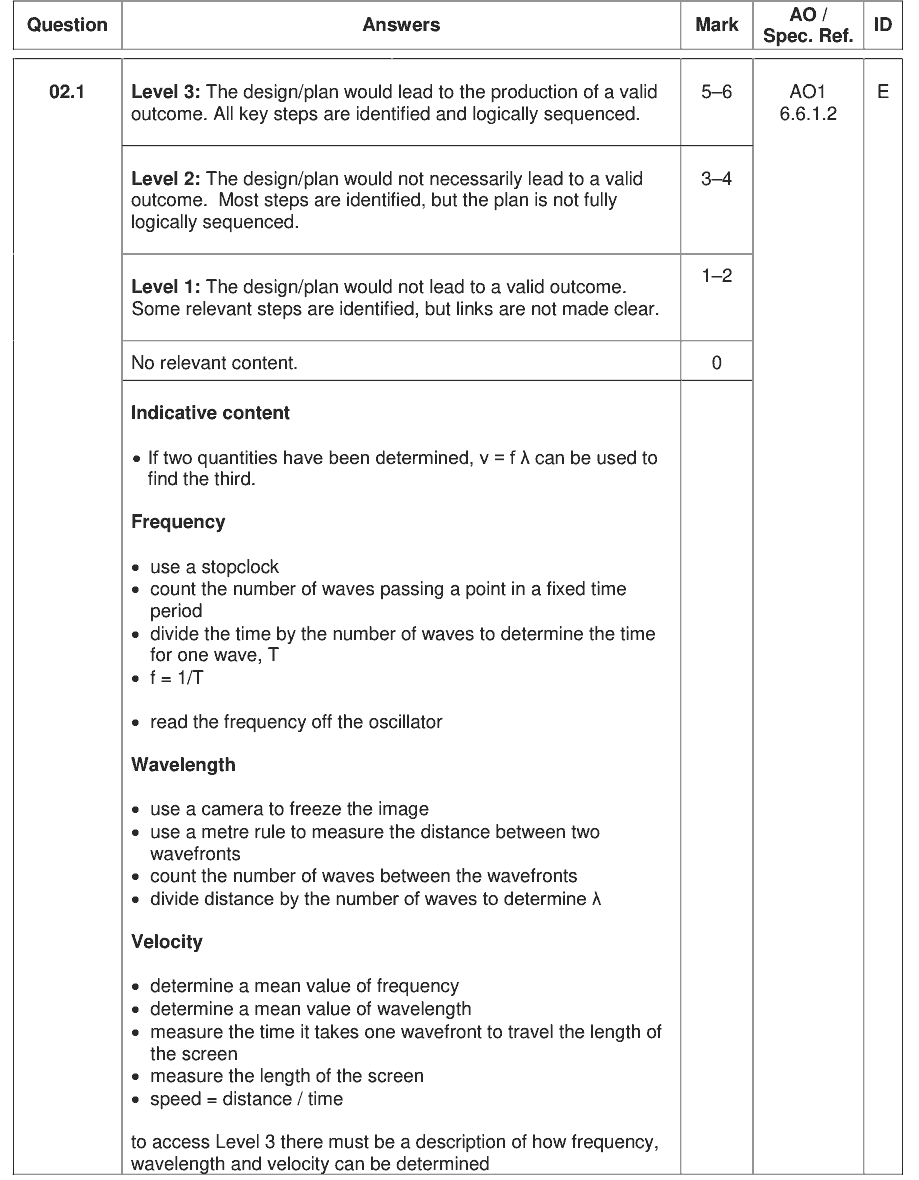 Question Answers Mark AO / Spec. Ref. ID
02.1 Level 3: The design/plan would lead to the production of a valid 5–6 AO1 E
outcome. All key steps are identified and logically sequenced. 6.6.1.2
Level 2: The design/plan would not necessarily lead to a valid 3–4
outcome.  Most steps are identified, but the plan is not fully
logically sequenced.
1–2
Level 1: The design/plan would not lead to a valid outcome.
Some relevant steps are identified, but links are not made clear.
No relevant content. 0
Indicative content
• If two quantities have been determined, v = f λ can be used to
find the third.
Frequency
• use a stopclock
• count the number of waves passing a point in a fixed time
period
• divide the time by the number of waves to determine the time
for one wave, T
• f = 1/T
• read the frequency off the oscillator
Wavelength
• use a camera to freeze the image
• use a metre rule to measure the distance between two
wavefronts
• count the number of waves between the wavefronts
• divide distance by the number of waves to determine λ
Velocity
• determine a mean value of frequency
• determine a mean value of wavelength
• measure the time it takes one wavefront to travel the length of
the screen
• measure the length of the screen
• speed = distance / time
to access Level 3 there must be a description of how frequency,
wavelength and velocity can be determined